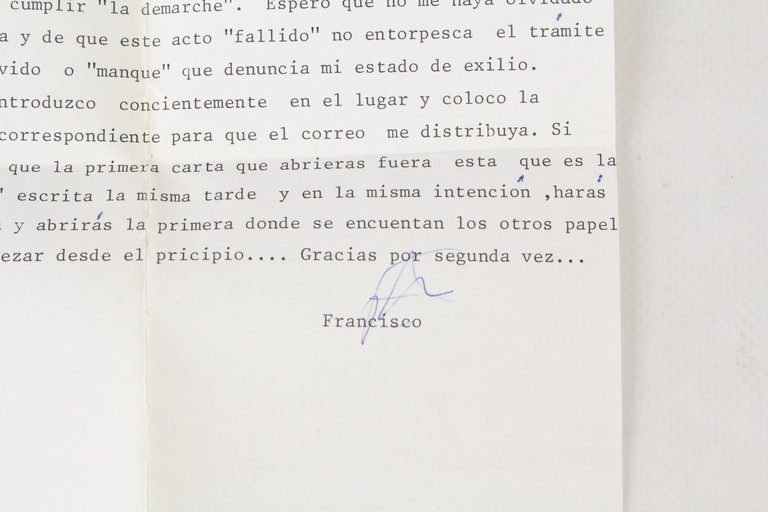 cumplir "la demarche". Espero que no me haya olvidado
a y de que este acto "fallido" no entorpesca el trámite
vido o "manque" que denuncia mi estado de exilio.
ntroduzco concientemente en el lugar y coloco la
correspondiente para que el correo me distribuya. Si
que la primera carta que abrieras fuera esta que es la
" escrita la misma tarde y en la misma intención ,harás
y abrirás la primera donde se encuentan los otros papel
ezar desde el pricipio.... Gracias por segunda vez...
Francisco